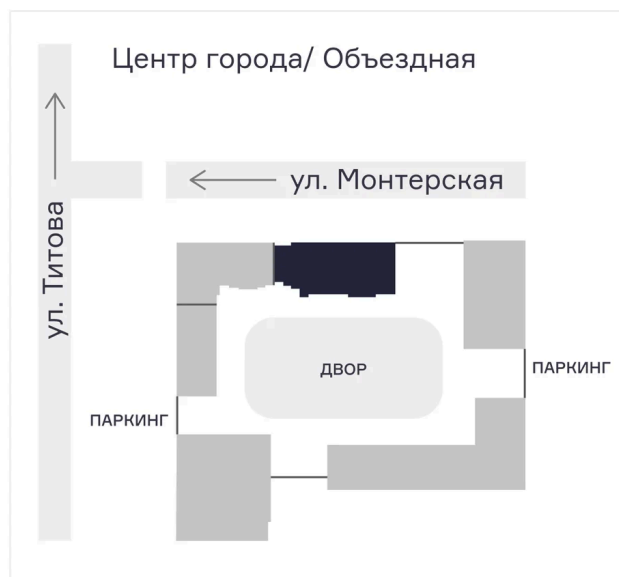 Центр города/ Объездная
ул. Монтерская
ул. Титова
ДВОР
ПАРКИНГ
ПАРКИНГ